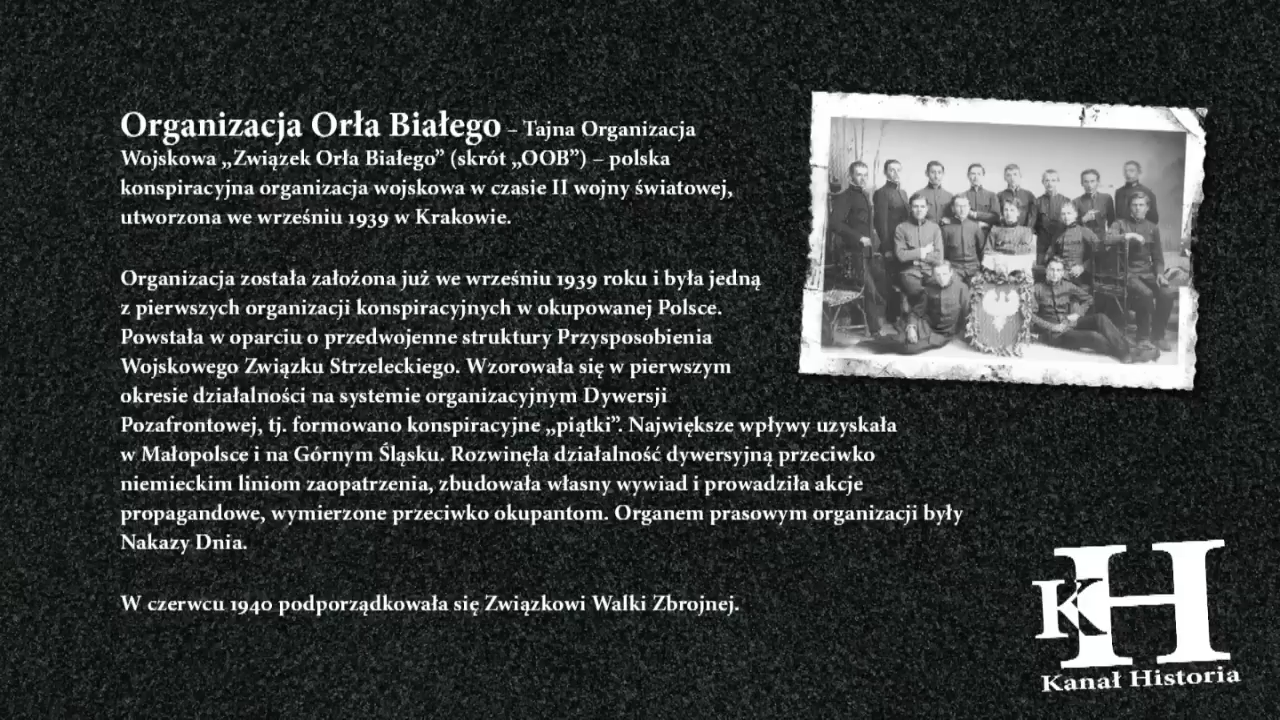 Organizacja Orła Białego – Tajna Organizacja
Wojskowa „Związek Orła Białego” (skrót „OOB”) – polska
konspiracyjna organizacja wojskowa w czasie II wojny światowej,
utworzona we wrześniu 1939 w Krakowie.
Organizacja została założona już we wrześniu 1939 roku i była jedną
z pierwszych organizacji konspiracyjnych w okupowanej Polsce.
Powstała w oparciu o przedwojenne struktury Przysposobienia
Wojskowego Związku Strzeleckiego. Wzorowała się w pierwszym
okresie działalności na systemie organizacyjnym Dywersji
Pozafrontowej, tj. formowano konspiracyjne „piątki”. Największe wpływy uzyskała
w Małopolsce i na Górnym Śląsku. Rozwinęła działalność dywersyjną przeciwko
niemieckim liniom zaopatrzenia, zbudowała własny wywiad i prowadziła akcje
propagandowe, wymierzone przeciwko okupantom. Organem prasowym organizacji były
Nakazy Dnia.
W czerwcu 1940 podporządkowała się Związkowi Walki Zbrojnej.
KH
Kanał Historia